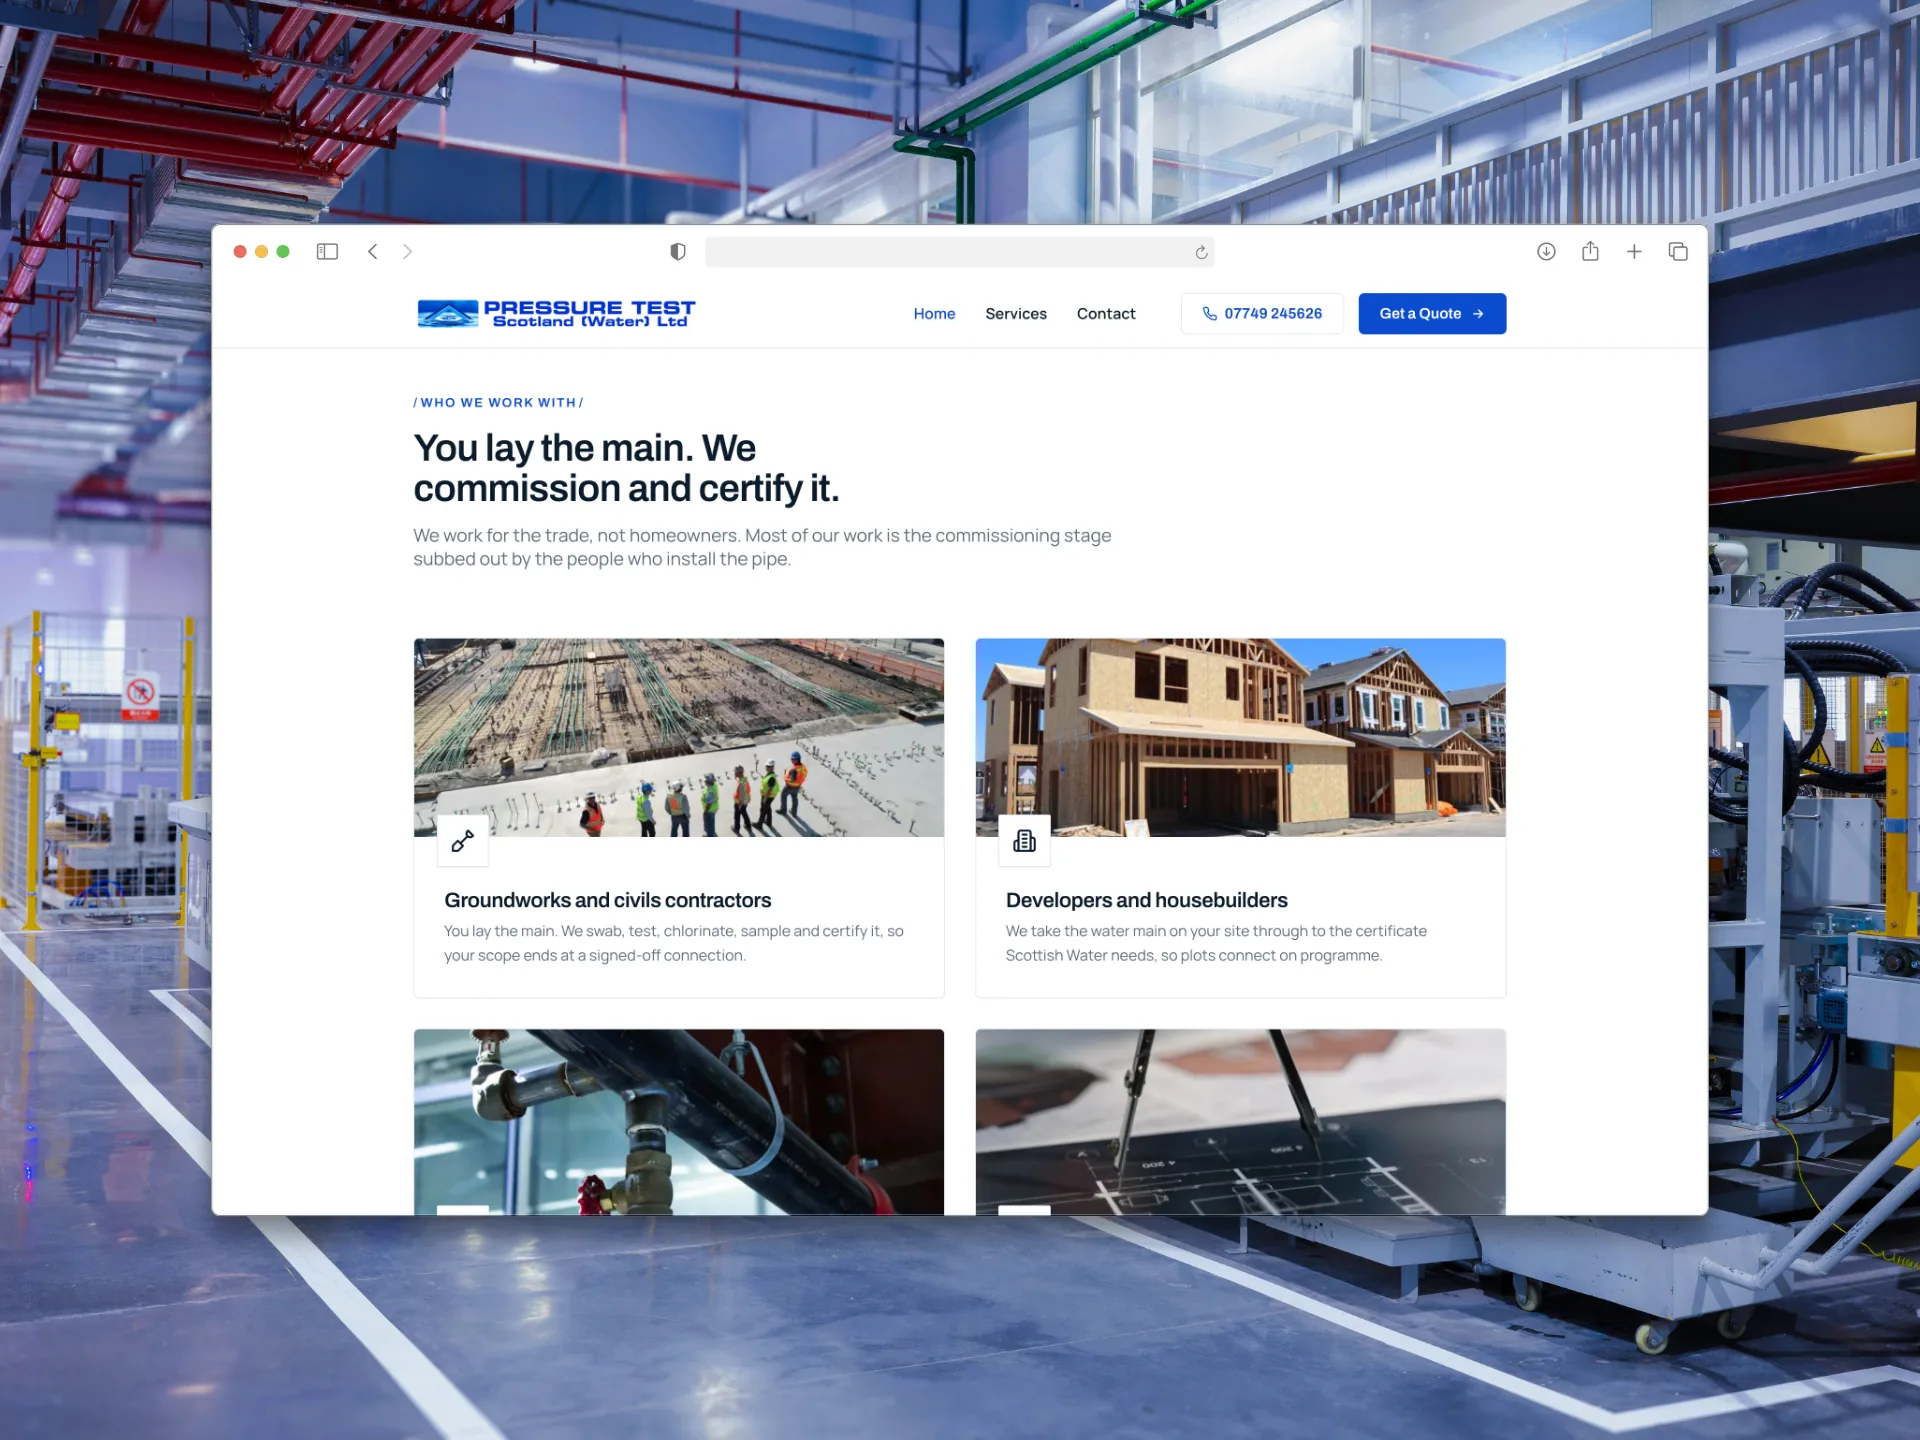 PRESSURE TEST
Scotland (Water) Ltd
Home
Services
Contact
07749 245626
Get a Quote
/ WHO WE WORK WITH /
You lay the main. We
commission and certify it.
We work for the trade, not homeowners. Most of our work is the commissioning stage
subbed out by the people who install the pipe.
Groundworks and civils contractors
You lay the main. We swab, test, chlorinate, sample and certify it, so
your scope ends at a signed-off connection.
Developers and housebuilders
We take the water main on your site through to the certificate
Scottish Water needs, so plots connect on programme.
4 200